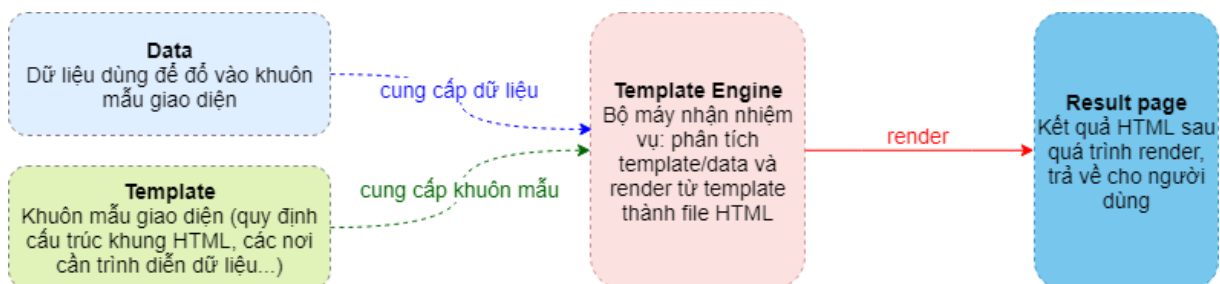 Data
Dữ liệu dùng để đổ vào khuôn
mẫu giao diện
cung cấp dữ liệu
Template
Khuôn mẫu giao diện (quy định
cấu trúc khung HTML, các nơi
cần trình diễn dữ liệu...)
cung cấp khuôn mẫu
Template Engine
Bộ máy nhận nhiệm
vụ: phân tích
template/data và
render từ template
thành file HTML
render
Result page
Kết quả HTML sau
quá trình render,
trả về cho người
dùng